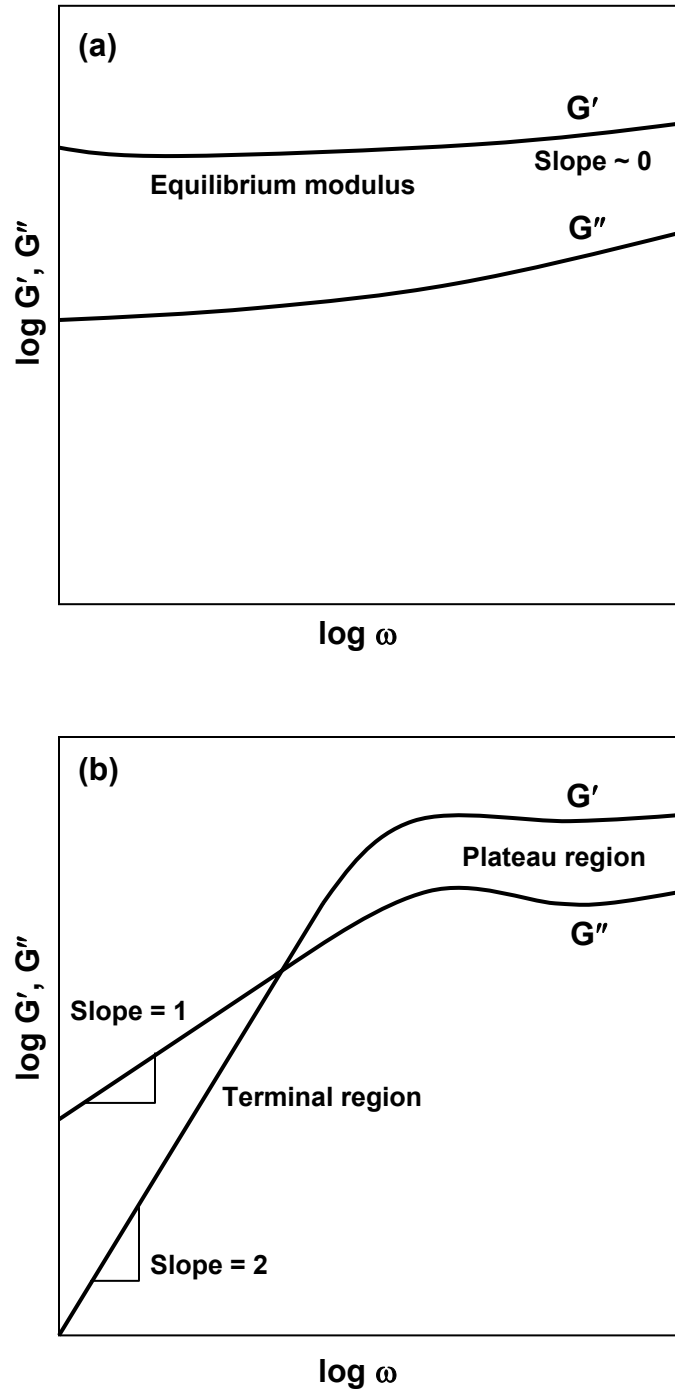 (a)
G′
Slope ~ 0
Equilibrium modulus
G″
log G′, G″
log ω
(b)
G′
Plateau region
G″
log G′, G″
Slope = 1
Terminal region
Slope = 2
log ω